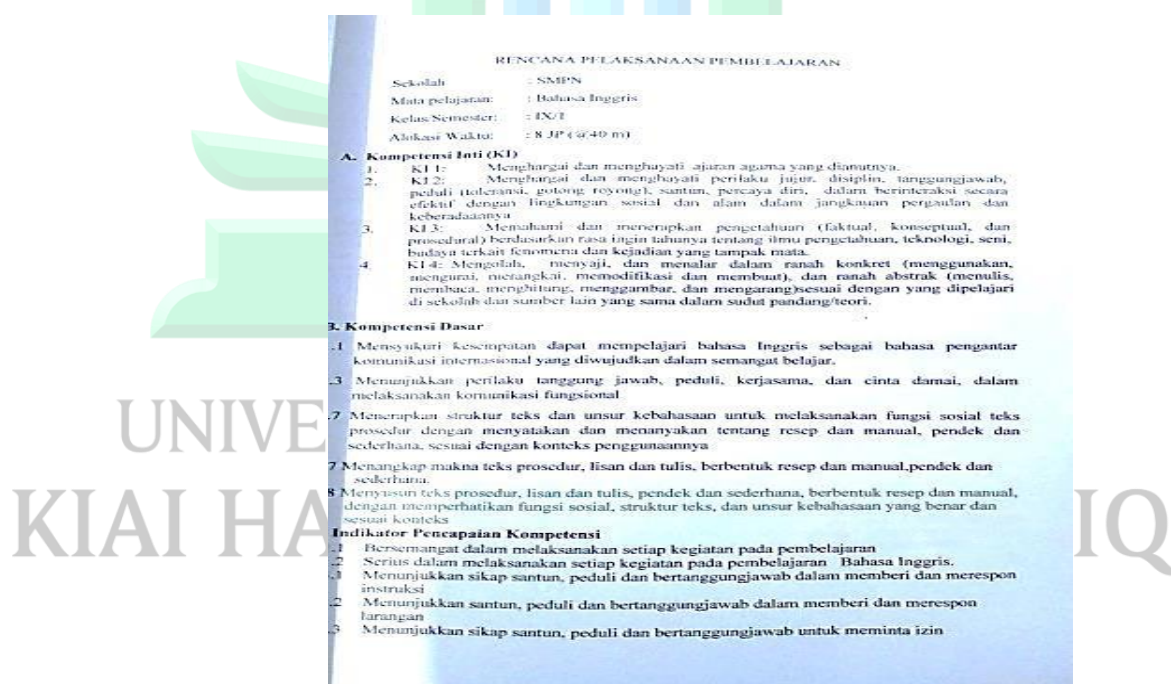 RENCANA PELAKSANAAN PEMBELAJARAN
Sekolah : SMPN
Mata pelajaran: : Bahasa Inggris
Kelas/Semester: : IX/1
Alokasi Waktu: : 8 JP (@40 m)
A. Kompetensi Inti (KI)
1. KI 1: Menghargai dan menghayati ajaran agama yang dianutnya.
2. KI 2: Menghargai dan menghayati perilaku jujur, disiplin, tanggungjawab,
peduli (toleransi, gotong royong), santun, percaya diri, dalam berinteraksi secara
efektif dengan lingkungan sosial dan alam dalam jangkauan pergaulan dan
keberadaannya
3. KI 3: Memahami dan menerapkan pengetahuan (faktual, konseptual, dan
prosedural) berdasarkan rasa ingin tahunya tentang ilmu pengetahuan, teknologi, seni,
budaya terkait fenomena dan kejadian yang tampak mata.
4 KI 4: Mengolah, menyaji, dan menalar dalam ranah konkret (menggunakan,
mengurai, merangkai, memodifikasi dan membuat), dan ranah abstrak (menulis,
membaca, menghitung, menggambar, dan mengarang)sesuai dengan yang dipelajari
di sekolah dan sumber lain yang sama dalam sudut pandang/teori.
B. Kompetensi Dasar
.1 Mensyukuri kesempatan dapat mempelajari bahasa Inggris sebagai bahasa pengantar
komunikasi internasional yang diwujudkan dalam semangat belajar.
.3 Menunjukkan perilaku tanggung jawab, peduli, kerjasama, dan cinta damai, dalam
melaksanakan komunikasi fungsional
.7 Menerapkan struktur teks dan unsur kebahasaan untuk melaksanakan fungsi sosial teks
prosedur dengan menyatakan dan menanyakan tentang resep dan manual, pendek dan
sederhana, sesuai dengan konteks penggunaannya
7 Menangkap makna teks prosedur, lisan dan tulis, berbentuk resep dan manual,pendek dan
sederhana.
8 Menyusun teks prosedur, lisan dan tulis, pendek dan sederhana, berbentuk resep dan manual,
dengan memperhatikan fungsi sosial, struktur teks, dan unsur kebahasaan yang benar dan
sesuai konteks
Indikator Pencapaian Kompetensi
.1 Bersemangat dalam melaksanakan setiap kegiatan pada pembelajaran
.2 Serius dalam melaksanakan setiap kegiatan pada pembelajaran Bahasa Inggris.
.1 Menunjukkan sikap santun, peduli dan bertanggungjawab dalam memberi dan merespon
instruksi
.2 Menunjukkan santun, peduli dan bertanggungjawab dalam memberi dan merespon
larangan
.3 Menunjukkan sikap santun, peduli dan bertanggungjawab untuk meminta izin
UNIVE
KIAI HA IQ